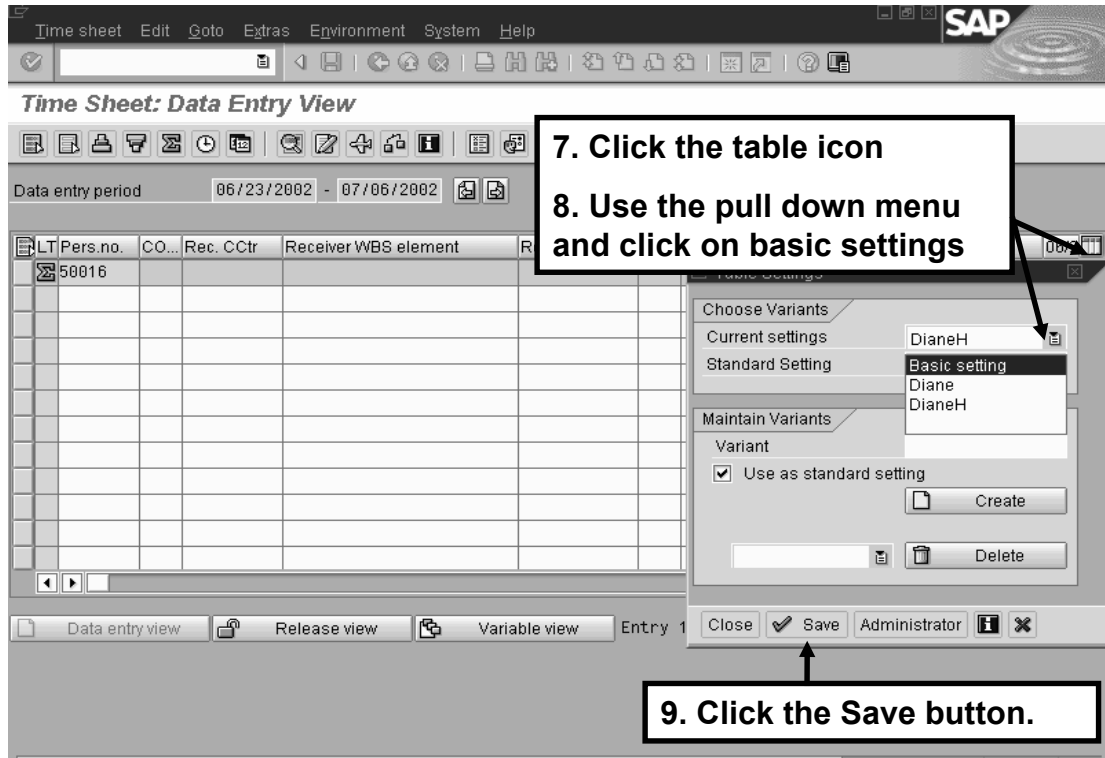 Time sheet Edit Goto Extras Environment System Help
SAP
Time Sheet: Data Entry View
7. Click the table icon
8. Use the pull down menu
and click on basic settings
Data entry period 06/23/2002 - 07/06/2002
LT Pers.no. CO... Rec. CCtr Receiver WBS element
50016
Choose Variants
Current settings DianeH
Standard Setting Basic setting
Diane
DianeH
Maintain Variants
Variant
Use as standard setting
Create
Delete
Data entry view Release view Variable view Entry 1
Close Save Administrator
9. Click the Save button.